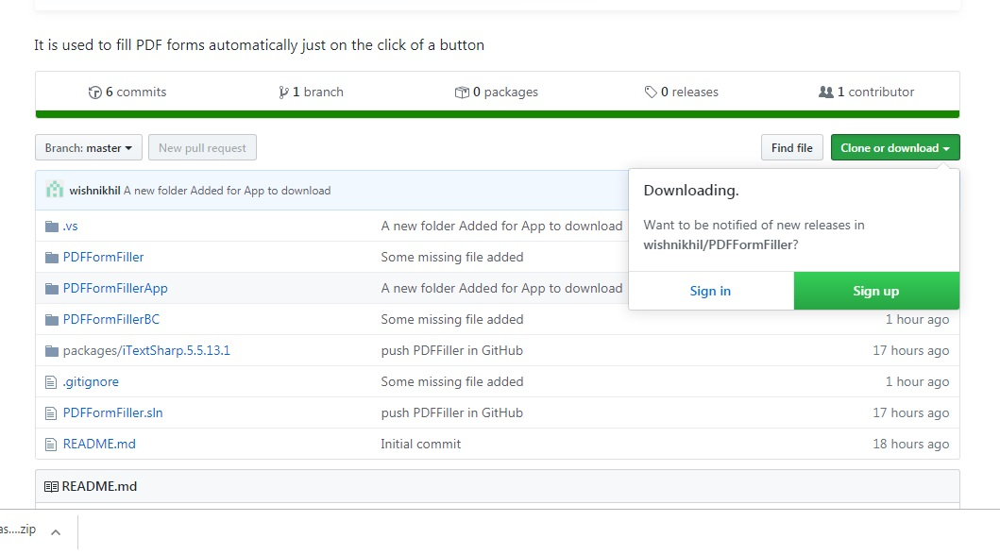 It is used to fill PDF forms automatically just on the click of a button
6 commits 1 branch 0 packages 0 releases 1 contributor
Branch: master New pull request Find file Clone or download
wishnikhil A new folder Added for App to download
Downloading.
Want to be notified of new releases in
wishnikhil/PDFFormFiller?
Sign in Sign up
.vs A new folder Added for App to download
PDFFormFiller Some missing file added
PDFFormFillerApp A new folder Added for App to download
PDFFormFillerBC Some missing file added 1 hour ago
packages/iTextSharp.5.5.13.1 push PDFFiller in GitHub 17 hours ago
.gitignore Some missing file added 1 hour ago
PDFFormFiller.sln push PDFFiller in GitHub 17 hours ago
README.md Initial commit 18 hours ago
README.md
as....zip